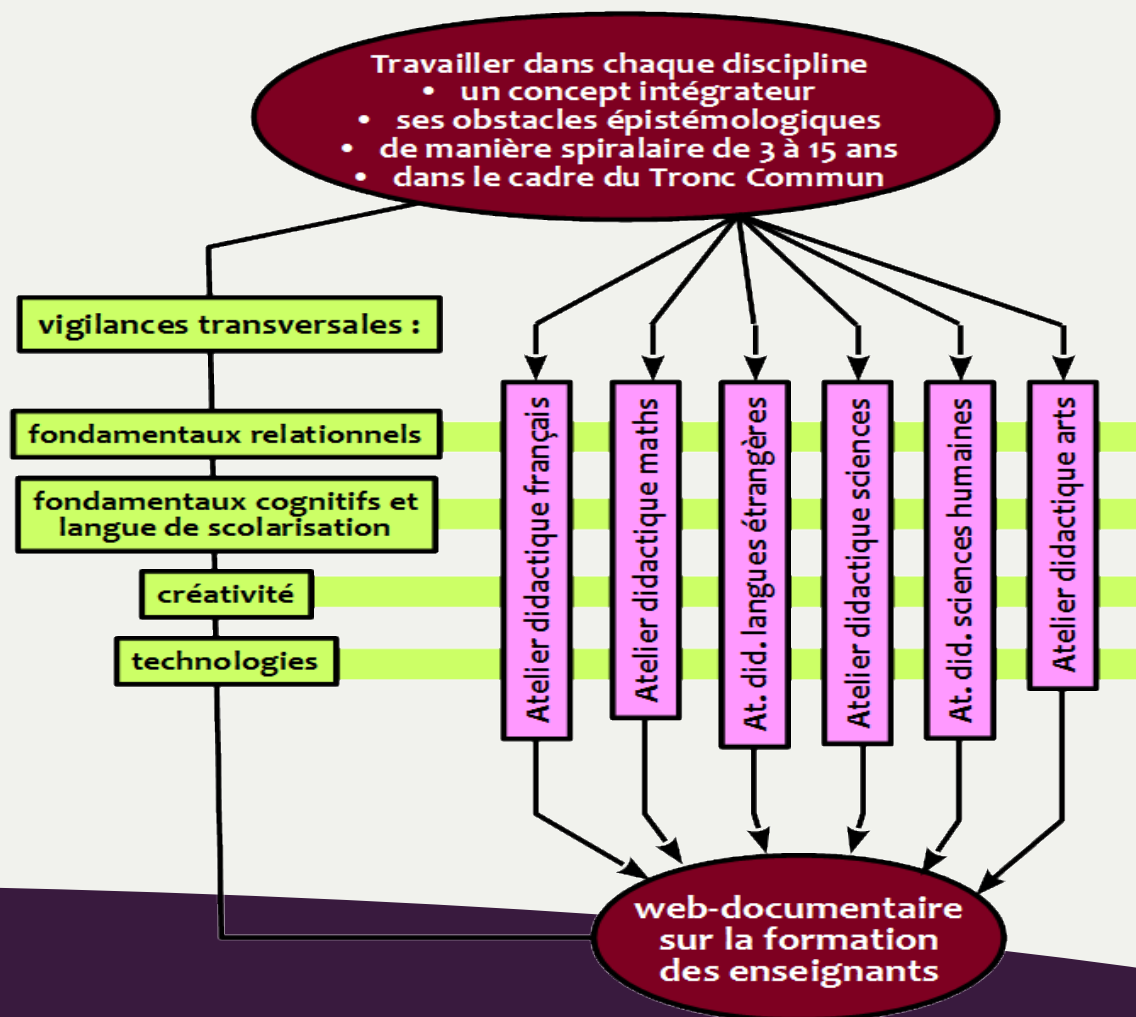 Travailler dans chaque discipline
• un concept intégrateur
• ses obstacles épistémologiques
• de manière spiralaire de 3 à 15 ans
• dans le cadre du Tronc Commun
vigilances transversales :
fondamentaux relationnels
fondamentaux cognitifs et
langue de scolarisation
créativité
technologies
Atelier didactique français
Atelier didactique maths
At. did. langues étrangères
Atelier didactique sciences
At. did. sciences humaines
Atelier didactique arts
web-documentaire
sur la formation
des enseignants